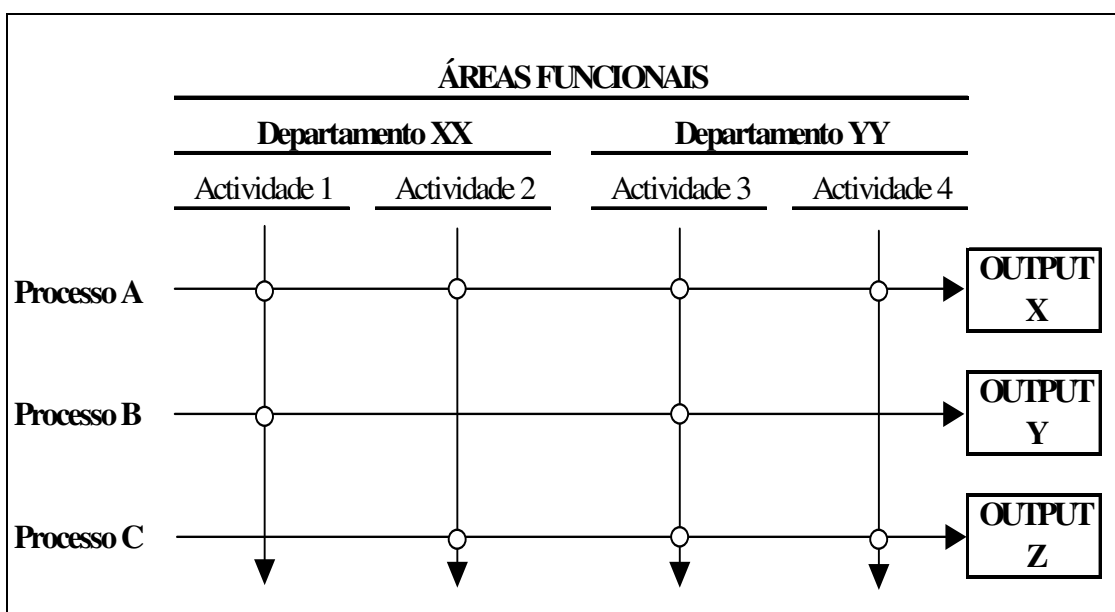 ÁREAS FUNCIONAIS
Departamento XX
Departamento YY
Actividade 1
Actividade 2
Actividade 3
Actividade 4
Processo A
OUTPUT
X
Processo B
OUTPUT
Y
Processo C
OUTPUT
Z